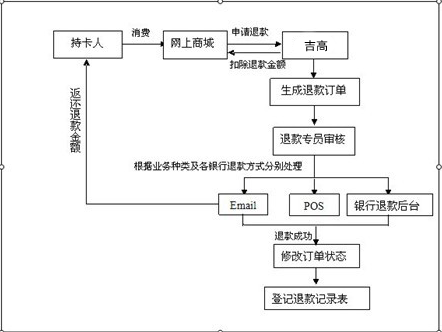 持卡人
消费
网上商城
申请退款
扣除退款金额
吉高
生成退款订单
退款专员审核
返还退款金额
根据业务种类及各银行退款方式分别处理
Email
POS
银行退款后台
退款成功
修改订单状态
登记退款记录表